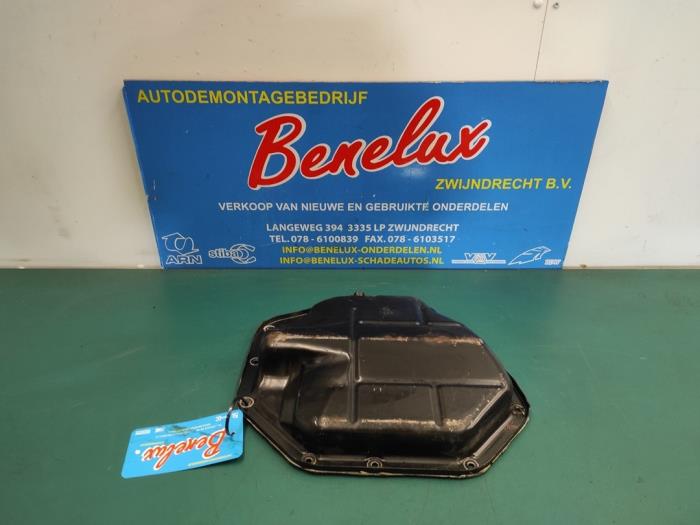 AUTODEMONTAGEBEDRIJF
Benelux
ZWIJNDRECHT B.V.
VERKOOP VAN NIEUWE EN GEBRUIKTE ONDERDELEN
LANGEWEG 394 3335 LP ZWIJNDRECHT
TEL. 078 - 6100839 FAX. 078 - 6103517
INFO@BENELUX-ONDERDELEN.NL
INFO@BENELUX-SCHADEAUTOS.NL
ARN
stiba
Benelux